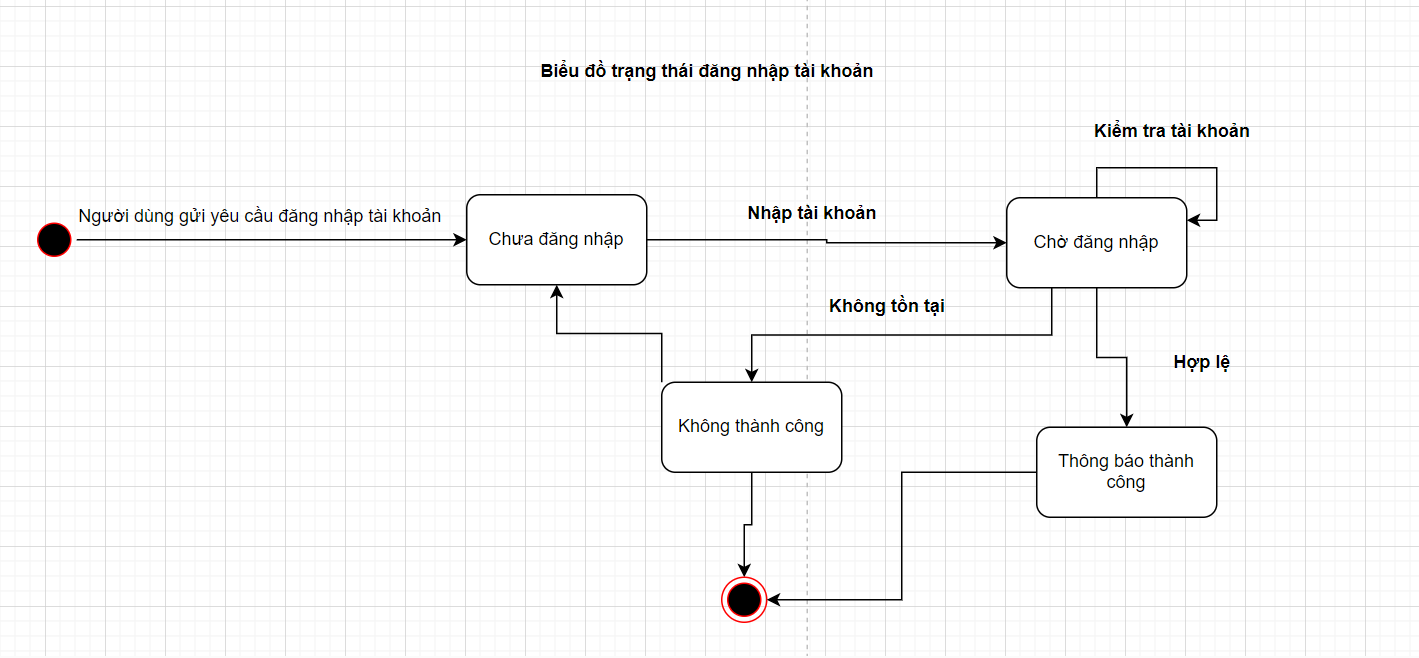 Biểu đồ trạng thái đăng nhập tài khoản
Kiểm tra tài khoản
Người dùng gửi yêu cầu đăng nhập tài khoản
Nhập tài khoản
Chưa đăng nhập
Chờ đăng nhập
Không tồn tại
Hợp lệ
Không thành công
Thông báo thành
công